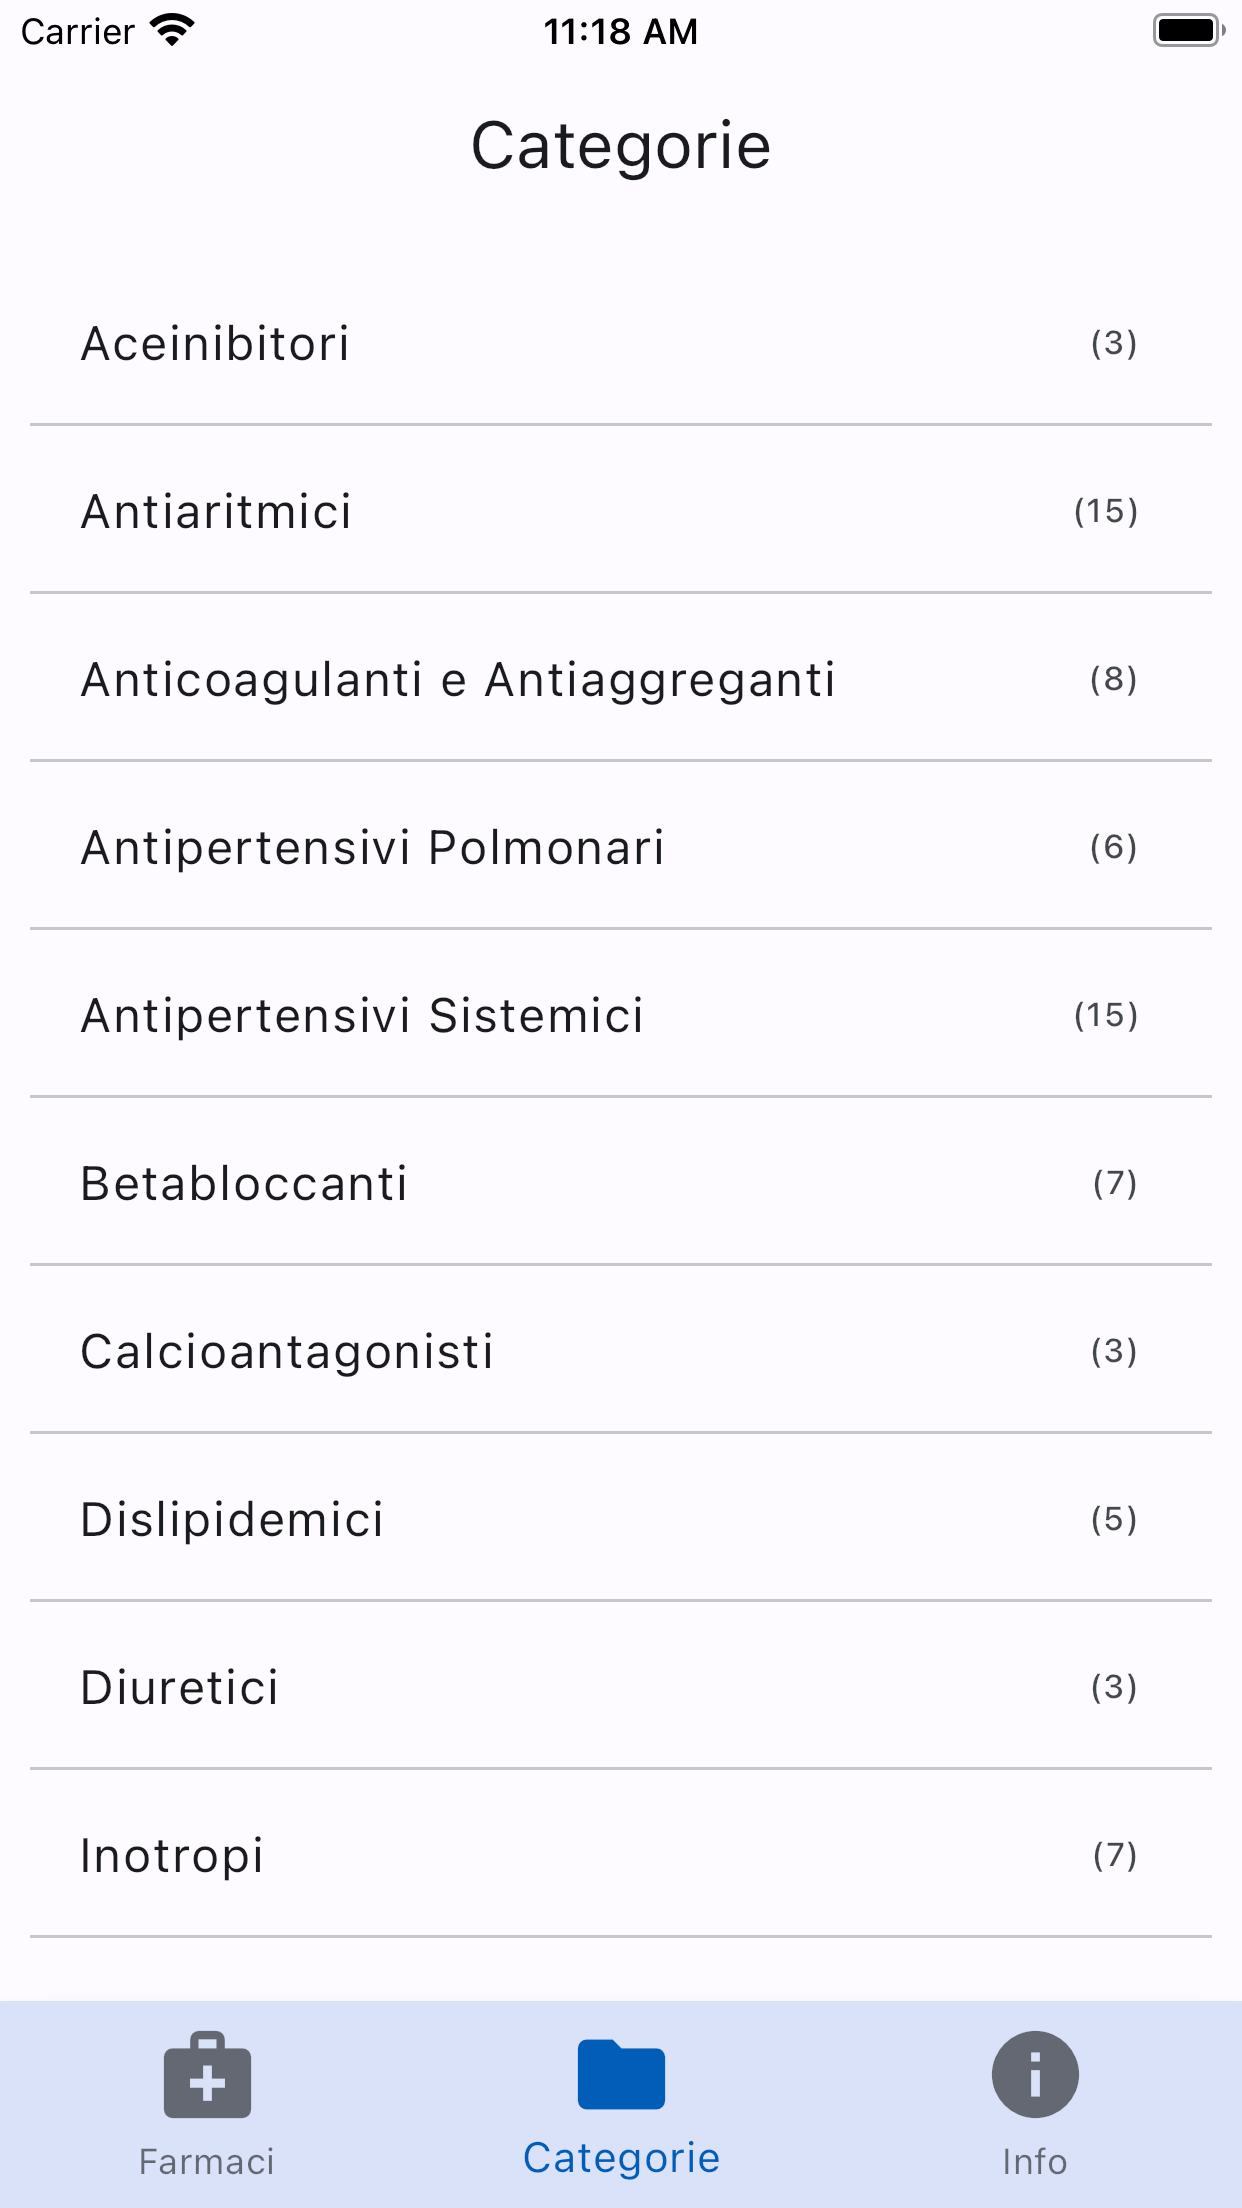 Carrier 11:18 AM
Categorie
Aceinibitori (3)
Antiaritmici (15)
Anticoagulanti e Antiaggreganti (8)
Antipertensivi Polmonari (6)
Antipertensivi Sistemici (15)
Betabloccanti (7)
Calcioantagonisti (3)
Dislipidemici (5)
Diuretici (3)
Inotropi (7)
Farmaci Categorie Info